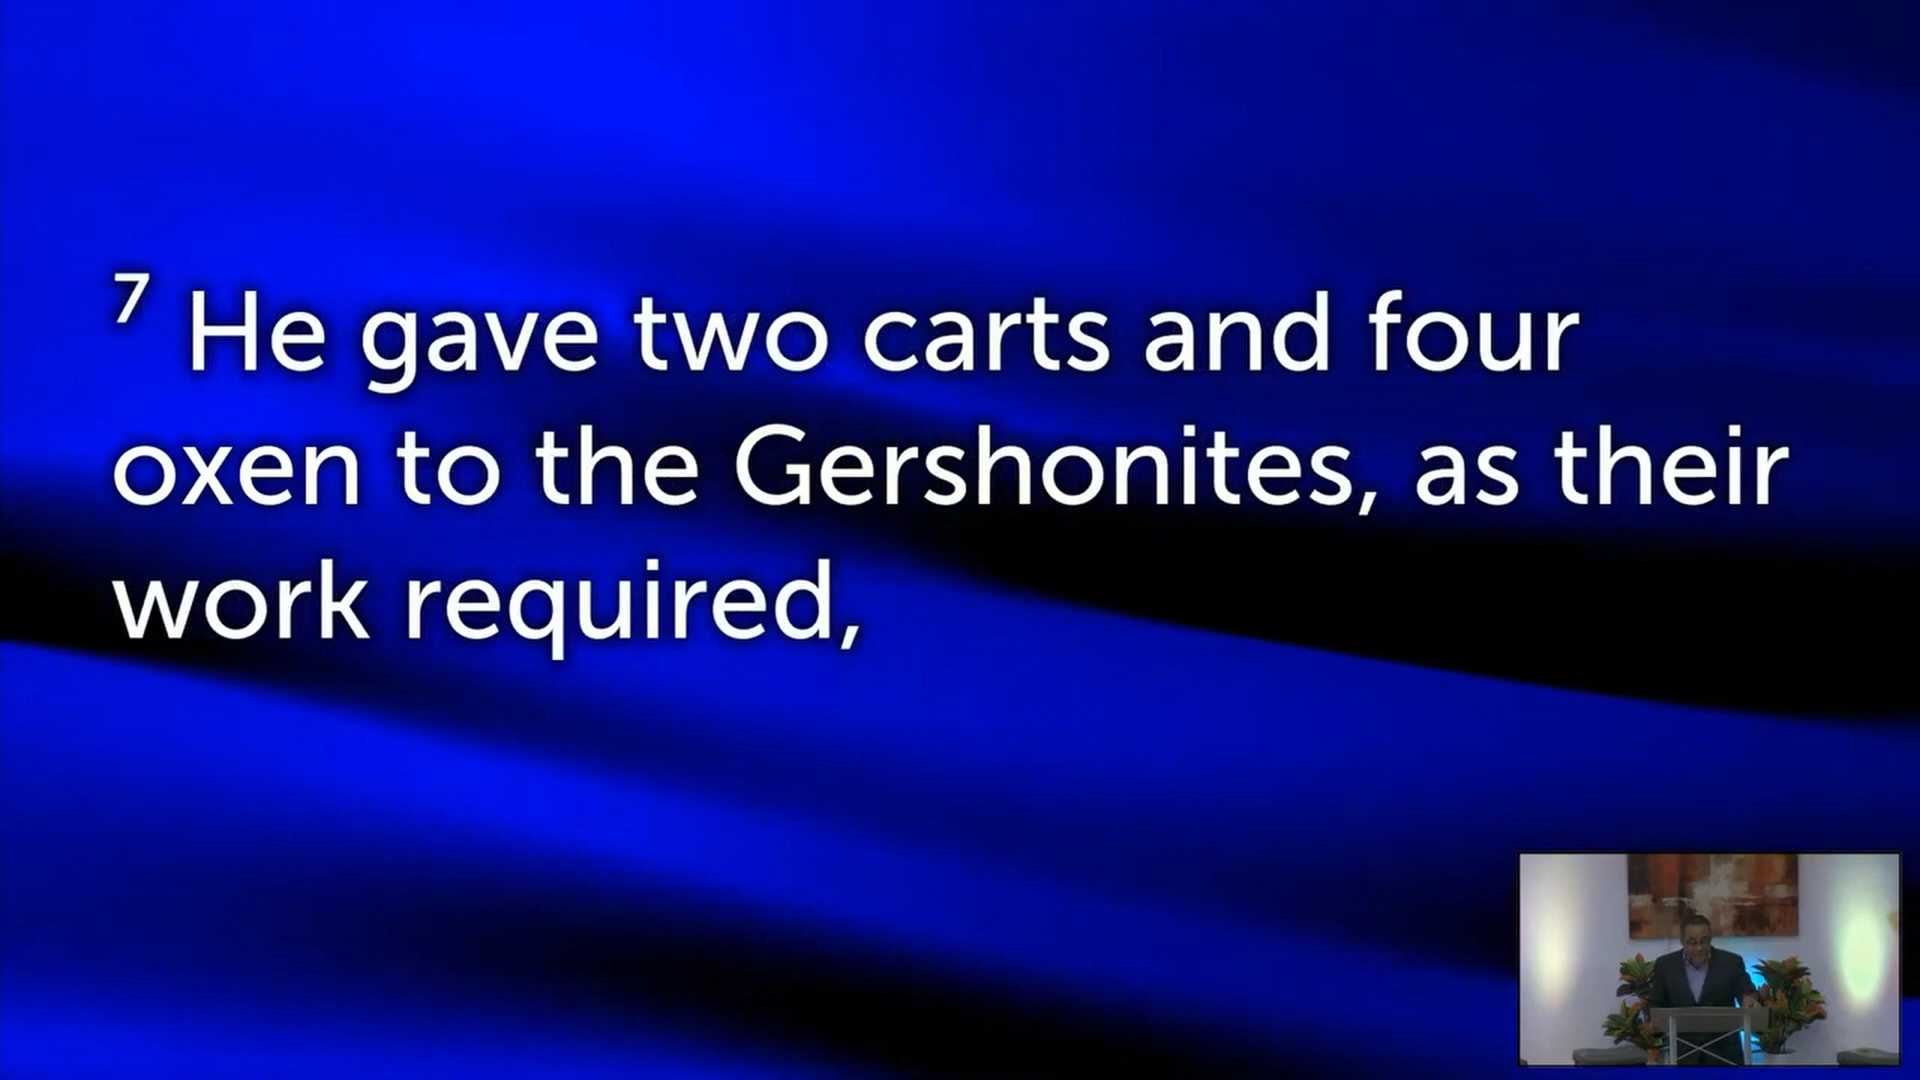 ⁷ He gave two carts and four
oxen to the Gershonites, as their
work required,